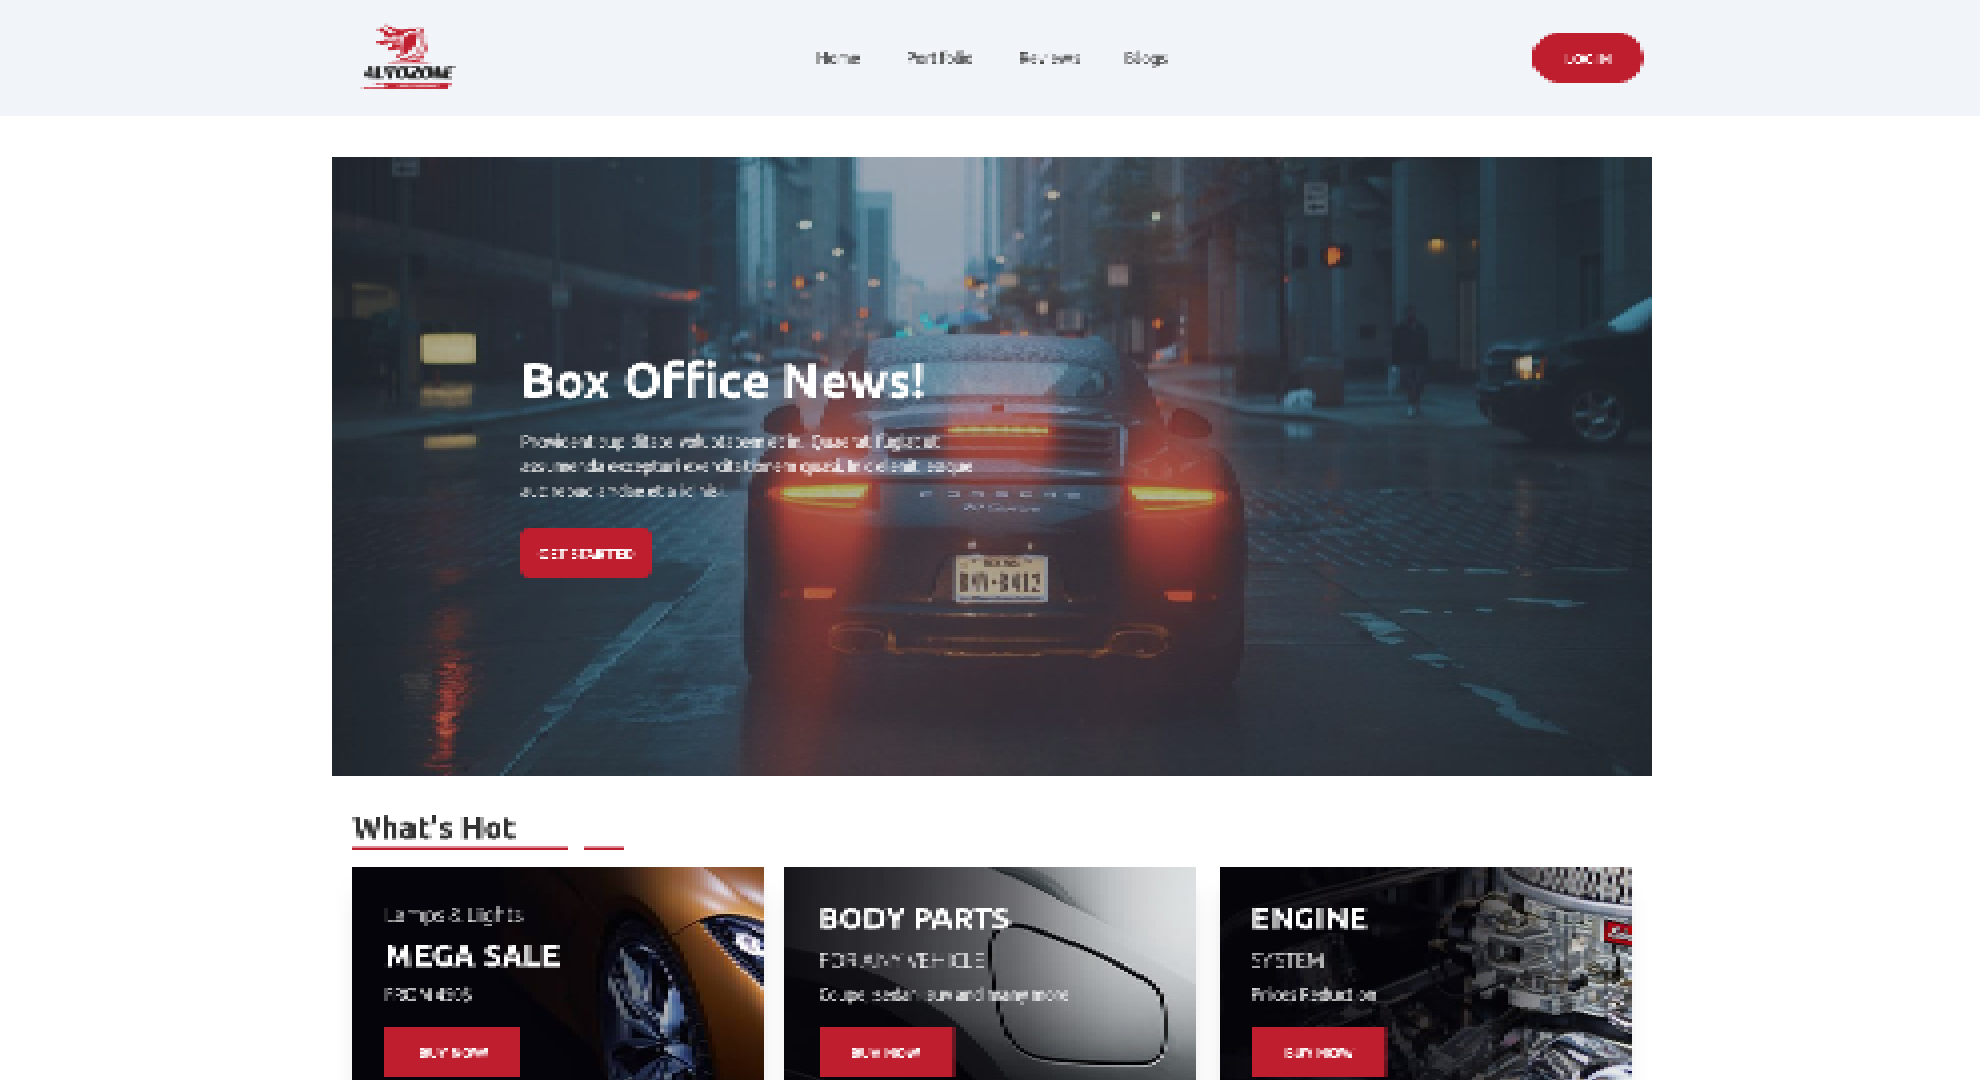 AUTOZONE
Home Portfolio Reviews Blogs
LOG IN
Box Office News!
Provident cupiditate voluptatem et in. Quaerat fugiat ut
assumenda excepturi exercitationem quasi. In deleniti eaque
aut repudiandae et a id nisi.
GET STARTED
What's Hot
Lamps & Lights
MEGA SALE
FROM
BUY NOW
BODY PARTS
FOR ANY VEHICLE
Coupe, sedan, suv and many more
BUY NOW
ENGINE
SYSTEM
Prices Reduction
BUY NOW
PORSCHE